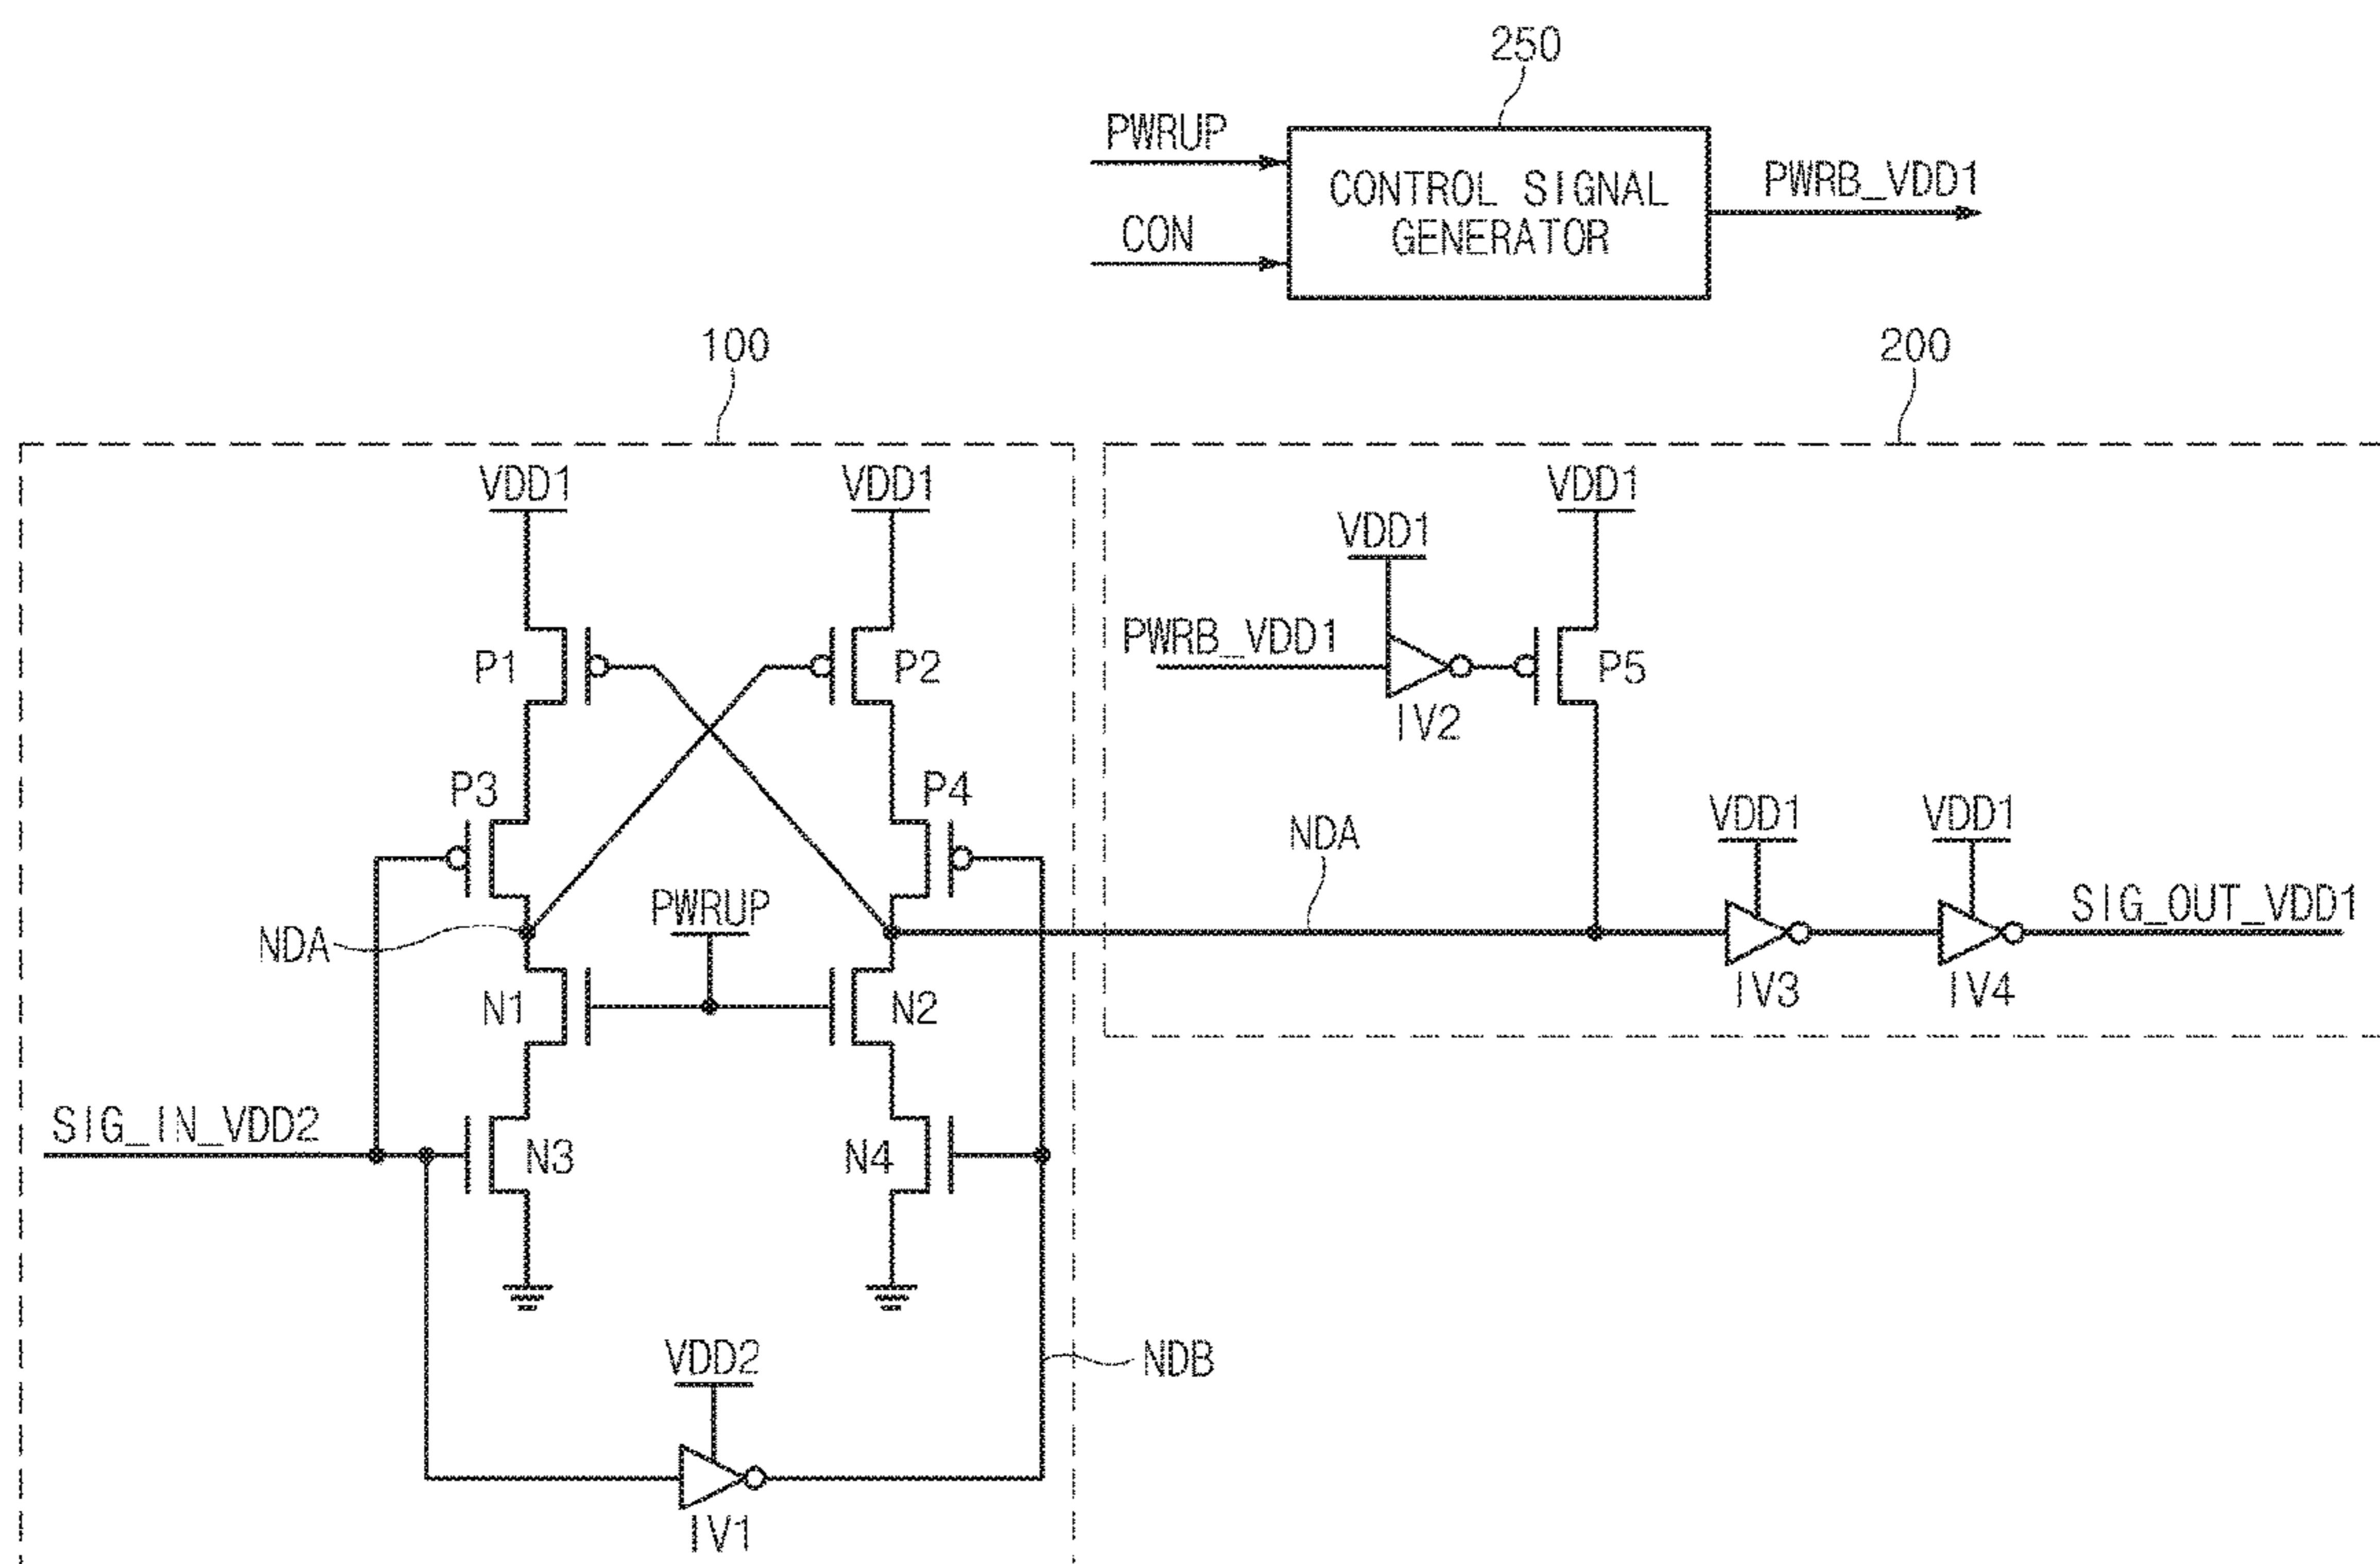 250
PWRUP
CON
CONTROL SIGNAL
GENERATOR
PWRB_VDD1
100
200
VDD1
VDD1
VDD1
VDD1
PWRB_VDD1
P1
P2
IV2
P5
P3
P4
VDD1
VDD1
NDA
PWRUP
NDA
SIG_OUT_VDD1
N1
N2
IV3
IV4
SIG_IN_VDD2
N3
N4
VDD2
NDB
IV1